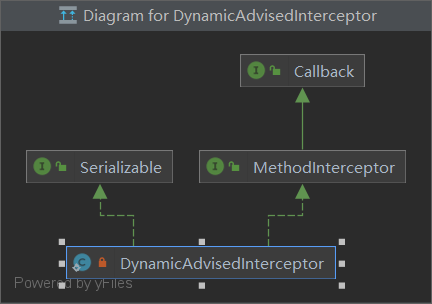 Diagram for DynamicAdvisedInterceptor
I Callback
I Serializable
I MethodInterceptor
C DynamicAdvisedInterceptor
Powered by yFiles